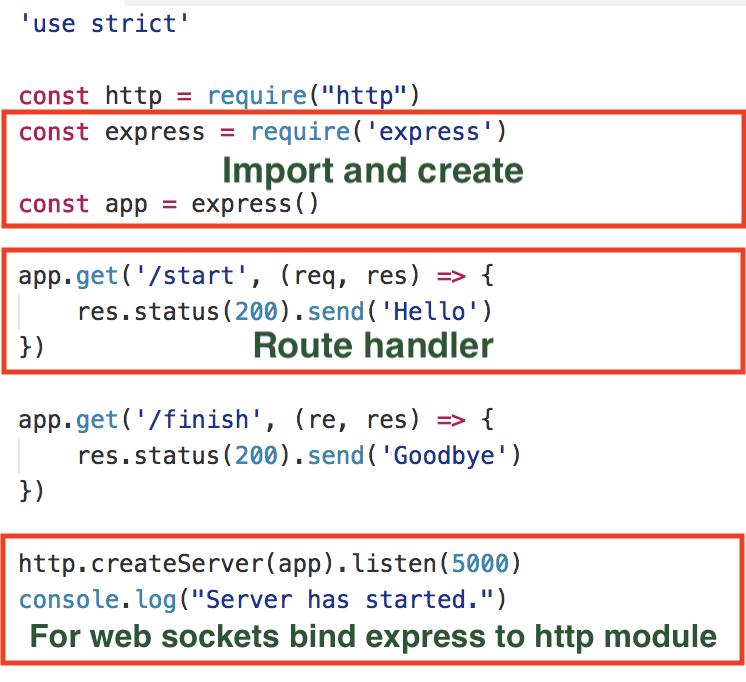 'use strict'
const http = require("http")
const express = require('express')
Import and create
const app = express()
app.get('/start', (req, res) => {
res.status(200).send('Hello')
})
Route handler
app.get('/finish', (re, res) => {
res.status(200).send('Goodbye')
})
http.createServer(app).listen(5000)
console.log("Server has started.")
For web sockets bind express to http module